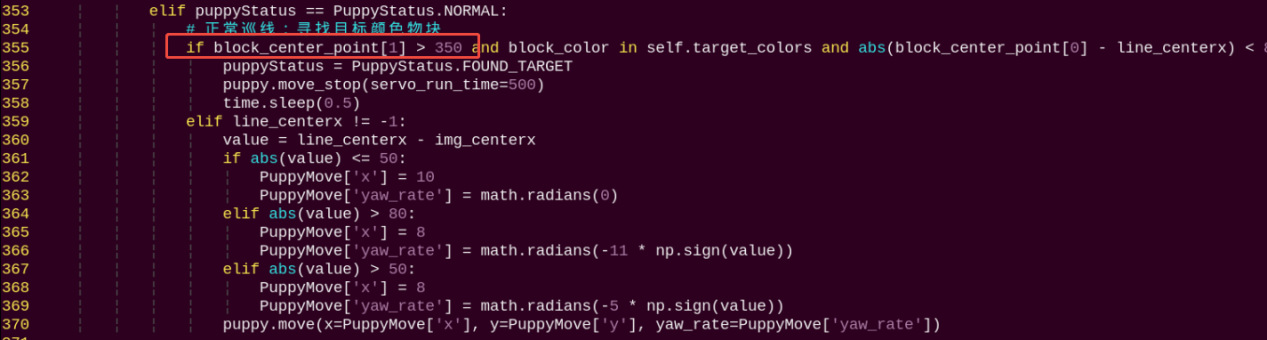 353 elif puppyStatus == PuppyStatus.NORMAL:
354 # 正常巡线：寻找目标颜色物块
355 if block_center_point[1] > 350 and block_color in self.target_colors and abs(block_center_point[0] - line_centerx) <
356 puppyStatus = PuppyStatus.FOUND_TARGET
357 puppy.move_stop(servo_run_time=500)
358 time.sleep(0.5)
359 elif line_centerx != -1:
360 value = line_centerx - img_centerx
361 if abs(value) <= 50:
362 PuppyMove['x'] = 10
363 PuppyMove['yaw_rate'] = math.radians(0)
364 elif abs(value) > 80:
365 PuppyMove['x'] = 8
366 PuppyMove['yaw_rate'] = math.radians(-11 * np.sign(value))
367 elif abs(value) > 50:
368 PuppyMove['x'] = 8
369 PuppyMove['yaw_rate'] = math.radians(-5 * np.sign(value))
370 puppy.move(x=PuppyMove['x'], y=PuppyMove['y'], yaw_rate=PuppyMove['yaw_rate'])